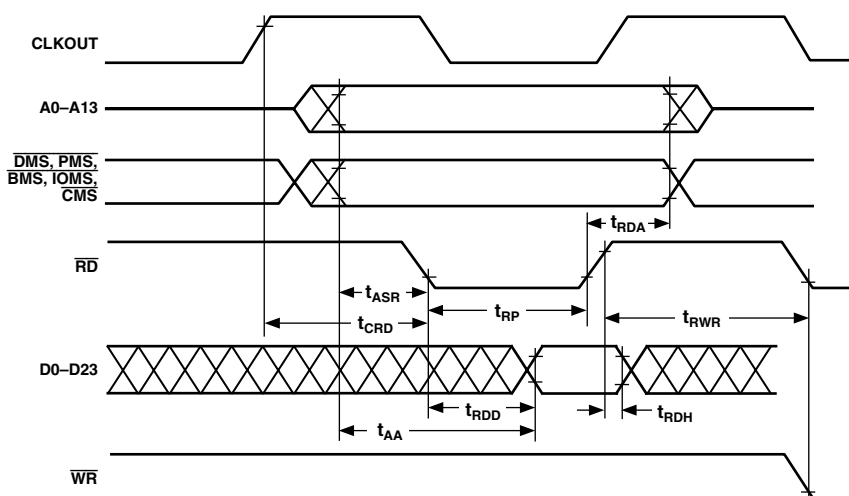 CLKOUT
A0–A13
DMS, PMS,
BMS, IOMS,
CMS
tRDA
RD
tASR
tRP
tCRD
tRWR
D0–D23
tRDD
tRDH
tAA
WR